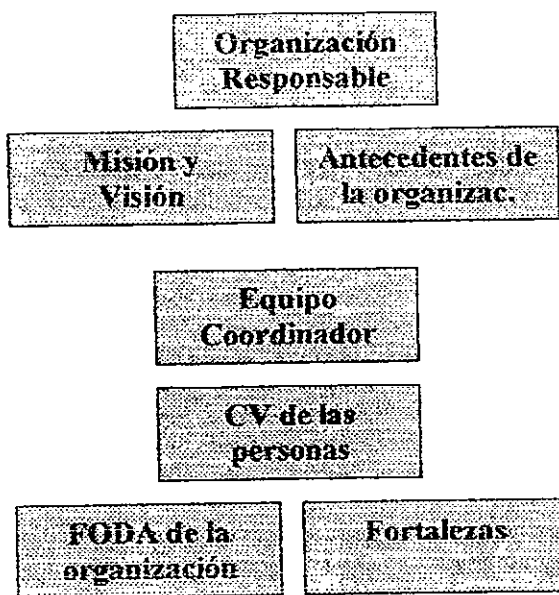 Organización
Responsable
Misión y
Visión
Antecedentes de
la organizac.
Equipo
Coordinador
CV de las
personas
FODA de la
organización
Fortalezas